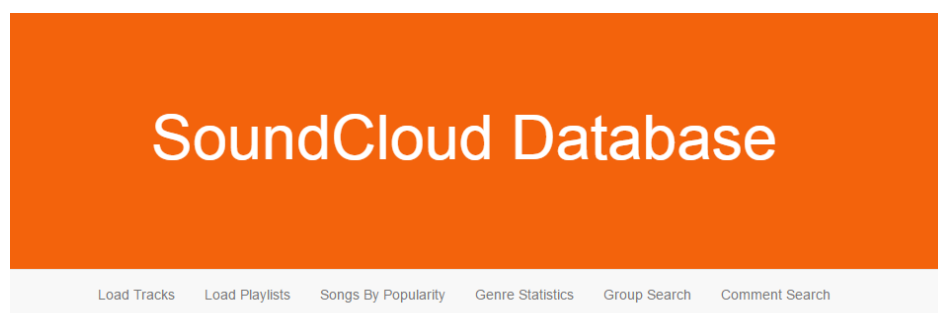 SoundCloud Database
Load Tracks Load Playlists Songs By Popularity Genre Statistics Group Search Comment Search